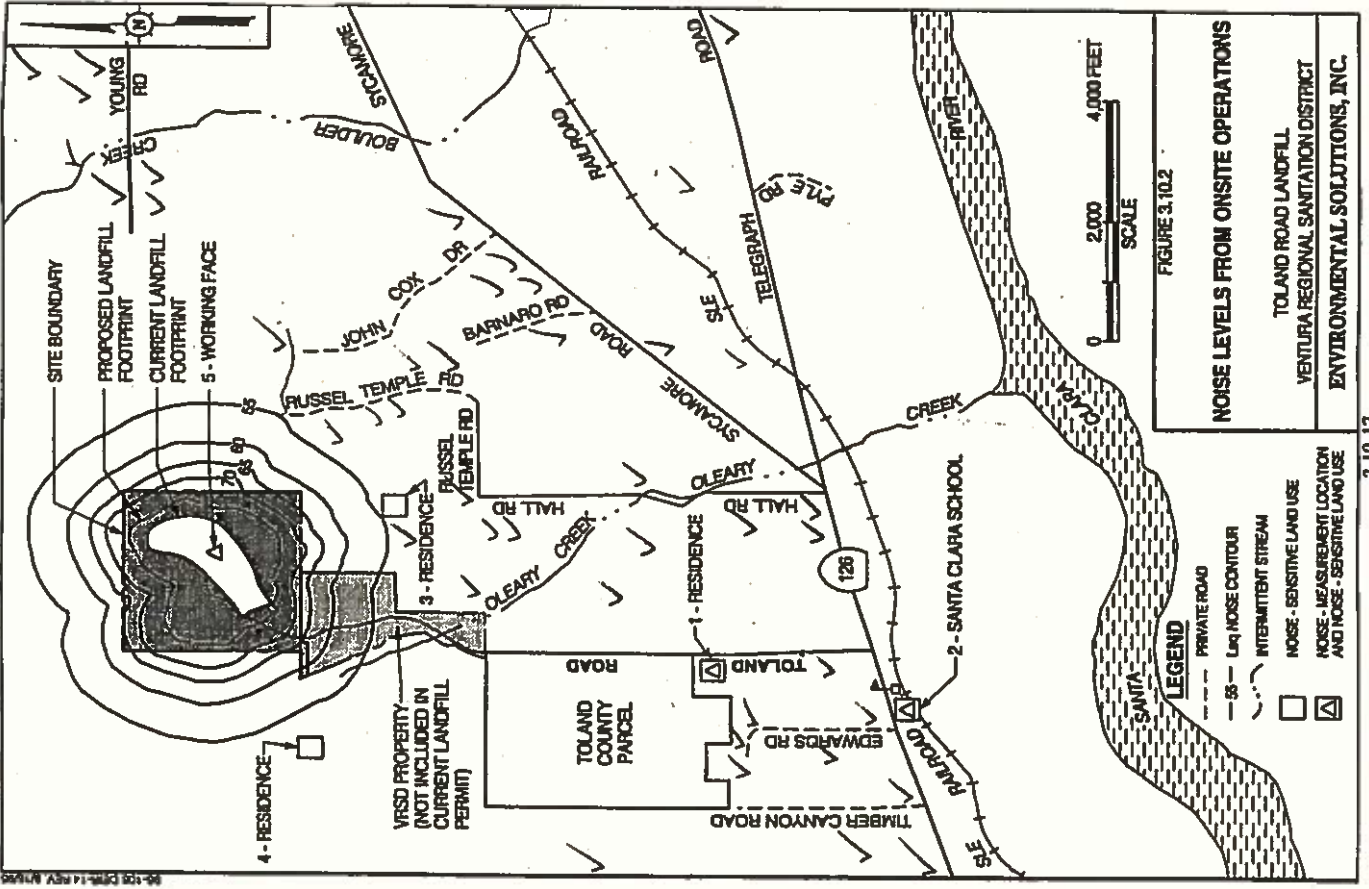 SITE BOUNDARY
PROPOSED LANDFILL
FOOTPRINT
CURRENT LANDFILL
FOOTPRINT
5 - WORKING FACE
YOUNG
RD
N
CREEK
BOULDER
SYCAMORE
55
60
65
70
RUSSEL TEMPLE RD
JOHN
COX
DR
BARNARO RD
ROAD
SYCAMORE
RAILROAD
SLE
TELEGRAPH
ROAD
PYLE RD
4 - RESIDENCE
3 - RESIDENCE
RUSSEL
TEMPLE RD
HALL RD
OLEARY
CREEK
OLEARY
HALL RD
CREEK
VRSD PROPERTY
(NOT INCLUDED IN
CURRENT LANDFILL
PERMIT)
TOLAND
COUNTY
PARCEL
ROAD
TOLAND
1 - RESIDENCE
126
2 - SANTA CLARA SCHOOL
EDWARDS RD
TIMBER CANYON ROAD
RAILROAD
SLE
SANTA
CLARA
RIVER
LEGEND
PRIVATE ROAD
55 Leq NOISE CONTOUR
INTERMITTENT STREAM
NOISE - SENSITIVE LAND USE
NOISE - MEASUREMENT LOCATION
AND NOISE - SENSITIVE LAND USE
0 2,000 4,000 FEET
SCALE
FIGURE 3.10.2
NOISE LEVELS FROM ONSITE OPERATIONS
TOLAND ROAD LANDFILL
VENTURA REGIONAL SANITATION DISTRICT
ENVIRONMENTAL SOLUTIONS, INC.